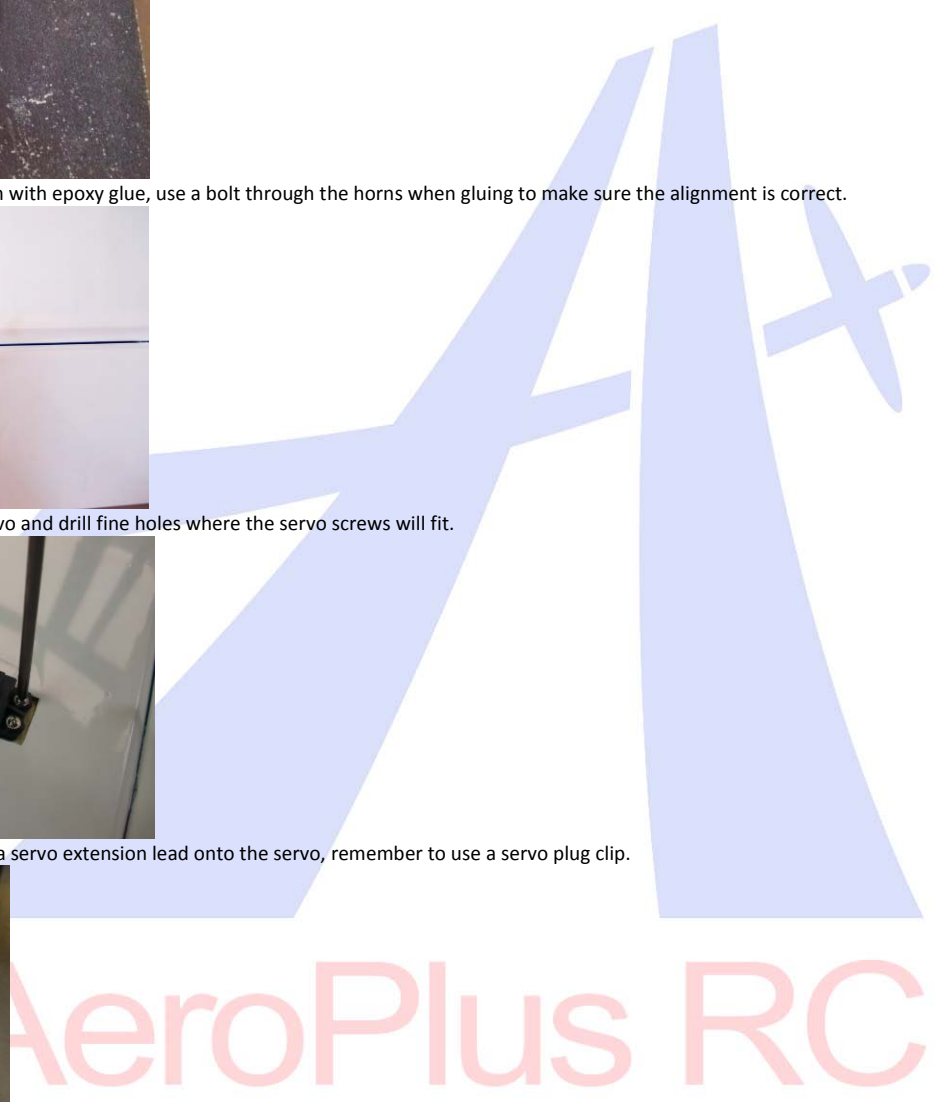 with epoxy glue, use a bolt through the horns when gluing to make sure the alignment is correct.
and drill fine holes where the servo screws will fit.
a servo extension lead onto the servo, remember to use a servo plug clip.
AeroPlus RC